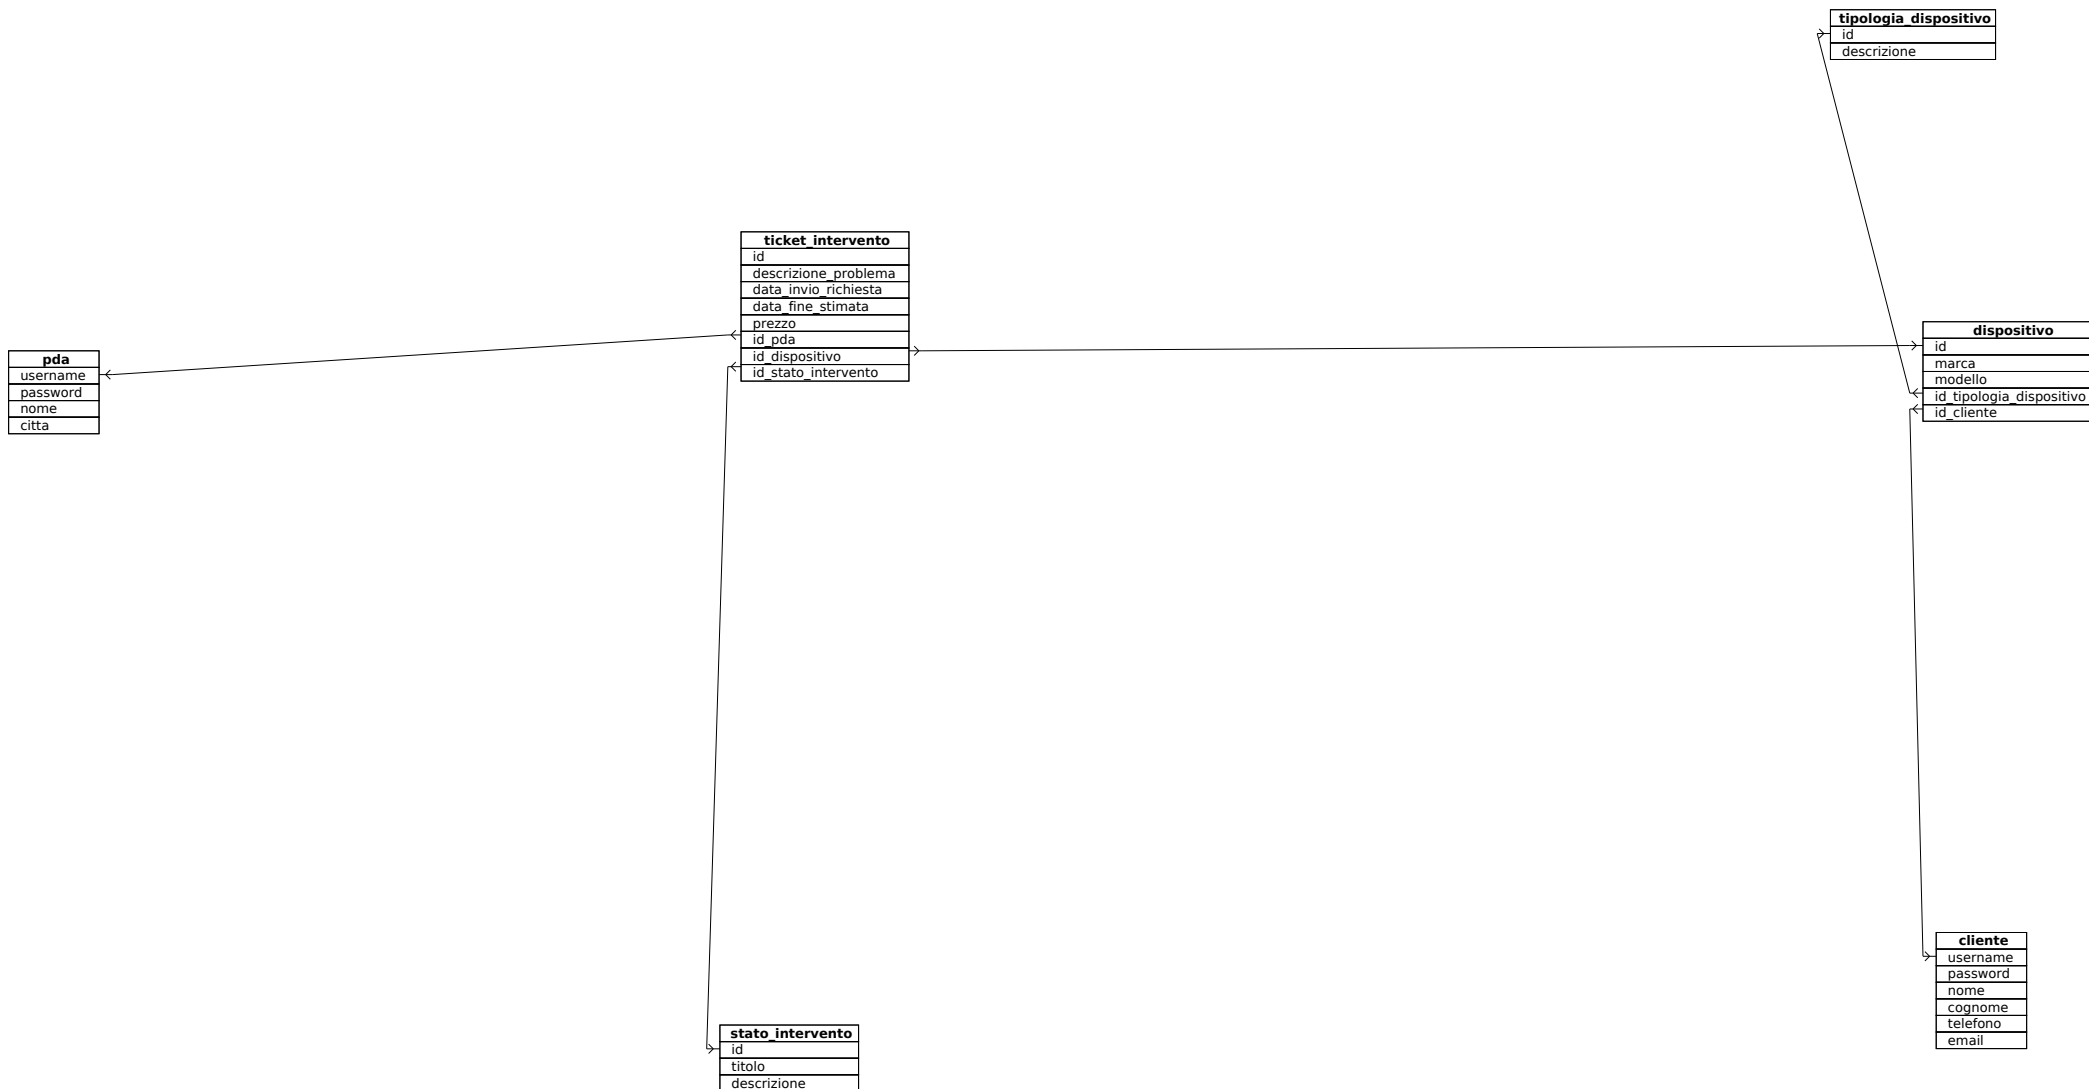 tipologia_dispositivo
id
descrizione
ticket_intervento
id
descrizione_problema
data_invio_richiesta
data_fine_stimata
prezzo
id_pda
id_dispositivo
id_stato_intervento
dispositivo
id
marca
modello
id_tipologia_dispositivo
id_cliente
pda
username
password
nome
citta
cliente
username
password
nome
cognome
telefono
email
stato_intervento
id
titolo
descrizione